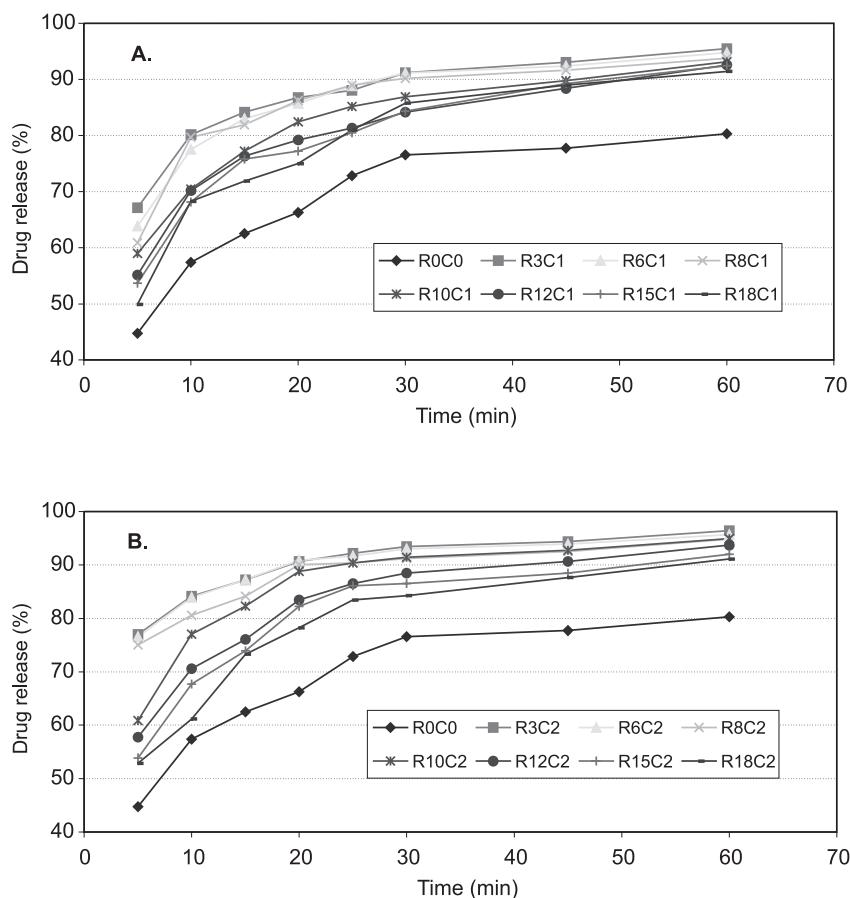 100
A.
90
80
70
60
50
40
Drug release (%)
R0C0 R3C1 R6C1 R8C1
R10C1 R12C1 R15C1 R18C1
0 10 20 30 40 50 60 70
Time (min)
100
B.
90
80
70
60
50
40
Drug release (%)
R0C0 R3C2 R6C2 R8C2
R10C2 R12C2 R15C2 R18C2
0 10 20 30 40 50 60 70
Time (min)